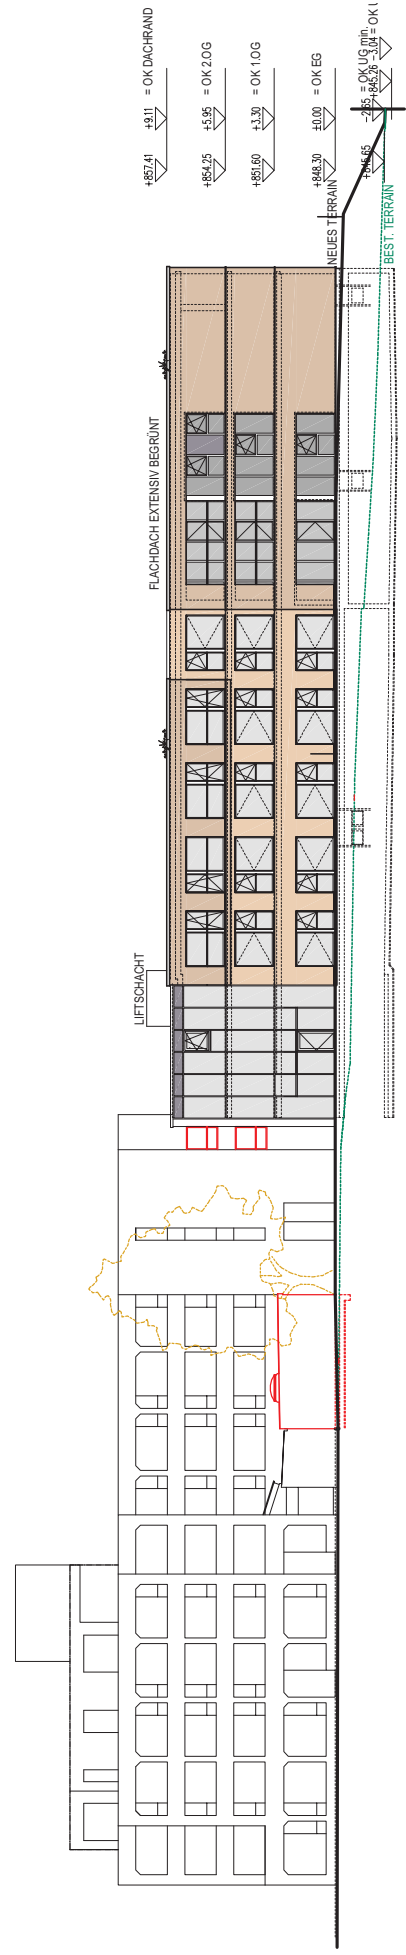 LIFTSCHACHT
FLACHDACH EXTENSIV BEGRÜNT
+857.41 +9.11 = OK DACHRAND
+854.25 +5.95 = OK 2.OG
+851.60 +3.30 = OK 1.OG
+848.30 ±0.00 = OK EG
NEUES TERRAIN
-2.65 = OK UG min.
+845.26 -3.04 = OK
BEST. TERRAIN